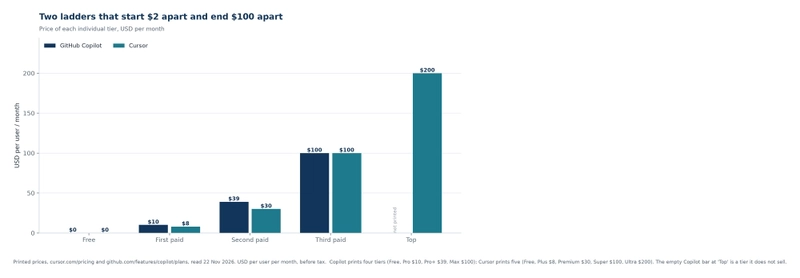 Two ladders that start $2 apart and end $100 apart
Price of each individual tier, USD per month
GitHub Copilot
Cursor
USD per user / month
200
150
100
50
0
$0
$0
$10
$8
$39
$30
$100
$100
not printed
$200
Free
First paid
Second paid
Third paid
Top
Printed prices, cursor.com/pricing and github.com/features/copilot/plans, read 22 Nov 2026, USD per user per month, before tax. Copilot prints four tiers (Free, Pro $10, Pro+ $39, Max $100); Cursor prints five (Free, Plus $8, Premium $30, Super $100, Ultra $200). The empty Copilot bar at 'Top' is a tier it does not sell.